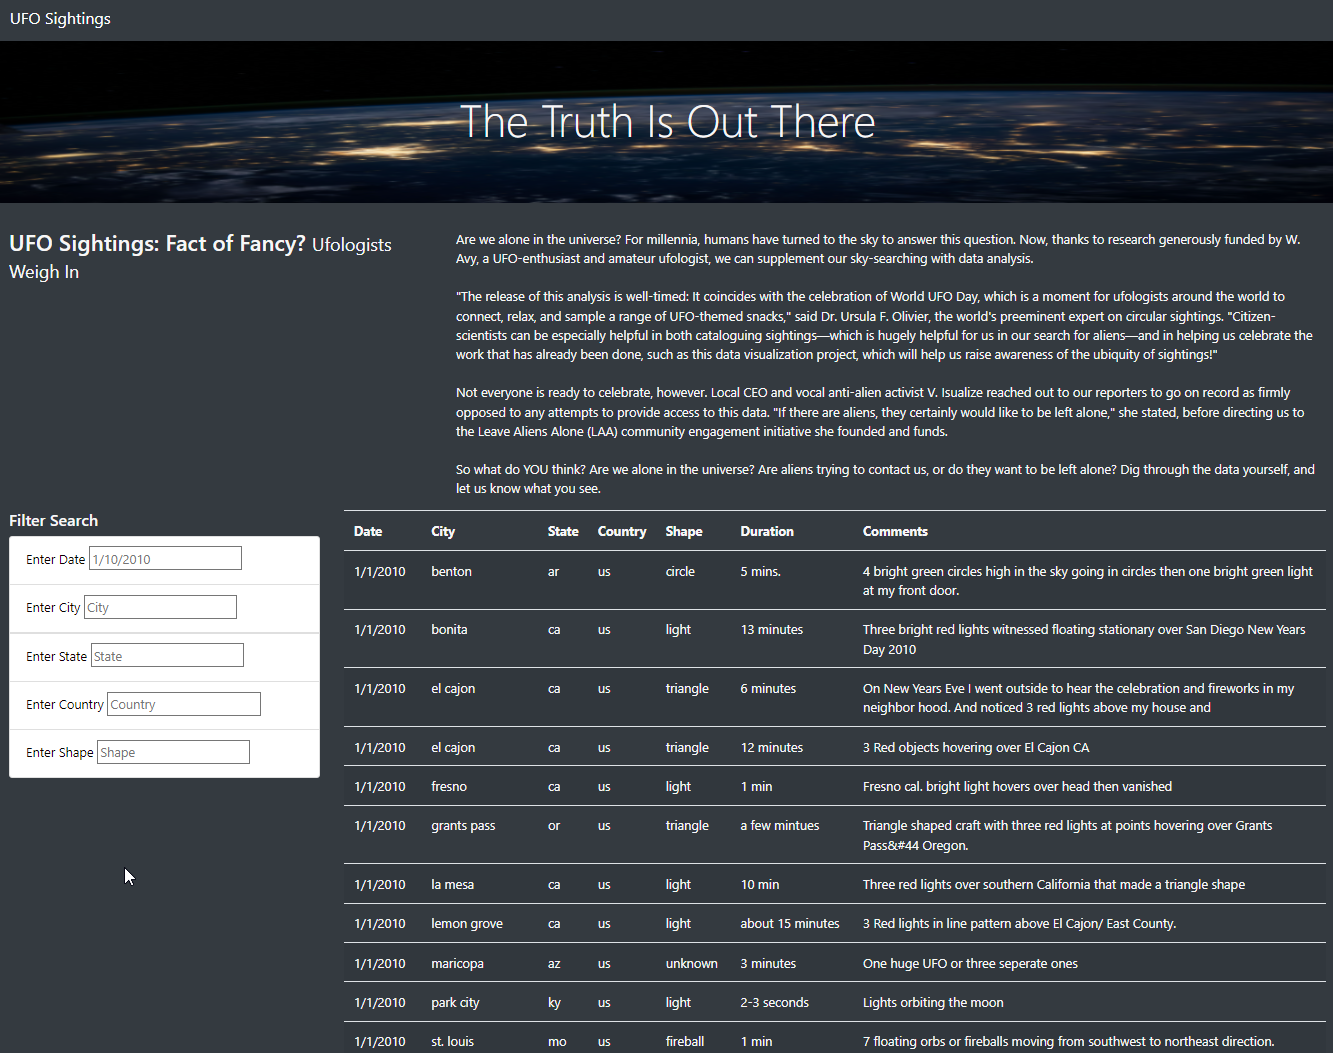 UFO Sightings
The Truth Is Out There
UFO Sightings: Fact of Fancy? Ufologists
Weigh In
Are we alone in the universe? For millennia, humans have turned to the sky to answer this question. Now, thanks to research generously funded by W.
Avy, a UFO-enthusiast and amateur ufologist, we can supplement our sky-searching with data analysis.
"The release of this analysis is well-timed: It coincides with the celebration of World UFO Day, which is a moment for ufologists around the world to
connect, relax, and sample a range of UFO-themed snacks," said Dr. Ursula F. Olivier, the world's preeminent expert on circular sightings. "Citizen-
scientists can be especially helpful in both cataloguing sightings—which is hugely helpful for us in our search for aliens—and in helping us celebrate the
work that has already been done, such as this data visualization project, which will help us raise awareness of the ubiquity of sightings!"
Not everyone is ready to celebrate, however. Local CEO and vocal anti-alien activist V. Isualize reached out to our reporters to go on record as firmly
opposed to any attempts to provide access to this data. "If there are aliens, they certainly would like to be left alone," she stated, before directing us to
the Leave Aliens Alone (LAA) community engagement initiative she founded and funds.
So what do YOU think? Are we alone in the universe? Are aliens trying to contact us, or do they want to be left alone? Dig through the data yourself, and
let us know what you see.
Filter Search
Enter Date 1/10/2010
Enter City City
Enter State State
Enter Country Country
Enter Shape Shape
Date City State Country Shape Duration Comments
1/1/2010 benton ar us circle 5 mins. 4 bright green circles high in the sky going in circles then one bright green light
at my front door.
1/1/2010 bonita ca us light 13 minutes Three bright red lights witnessed floating stationary over San Diego New Years
Day 2010
1/1/2010 el cajon ca us triangle 6 minutes On New Years Eve I went outside to hear the celebration and fireworks in my
neighbor hood. And noticed 3 red lights above my house and
1/1/2010 el cajon ca us triangle 12 minutes 3 Red objects hovering over El Cajon CA
1/1/2010 fresno ca us light 1 min Fresno cal. bright light hovers over head then vanished
1/1/2010 grants pass or us triangle a few mintues Triangle shaped craft with three red lights at points hovering over Grants
Pass&#44 Oregon.
1/1/2010 la mesa ca us light 10 min Three red lights over southern California that made a triangle shape
1/1/2010 lemon grove ca us light about 15 minutes 3 Red lights in line pattern above El Cajon/ East County.
1/1/2010 maricopa az us unknown 3 minutes One huge UFO or three seperate ones
1/1/2010 park city ky us light 2-3 seconds Lights orbiting the moon
1/1/2010 st. louis mo us fireball 1 min 7 floating orbs or fireballs moving from southwest to northeast direction.